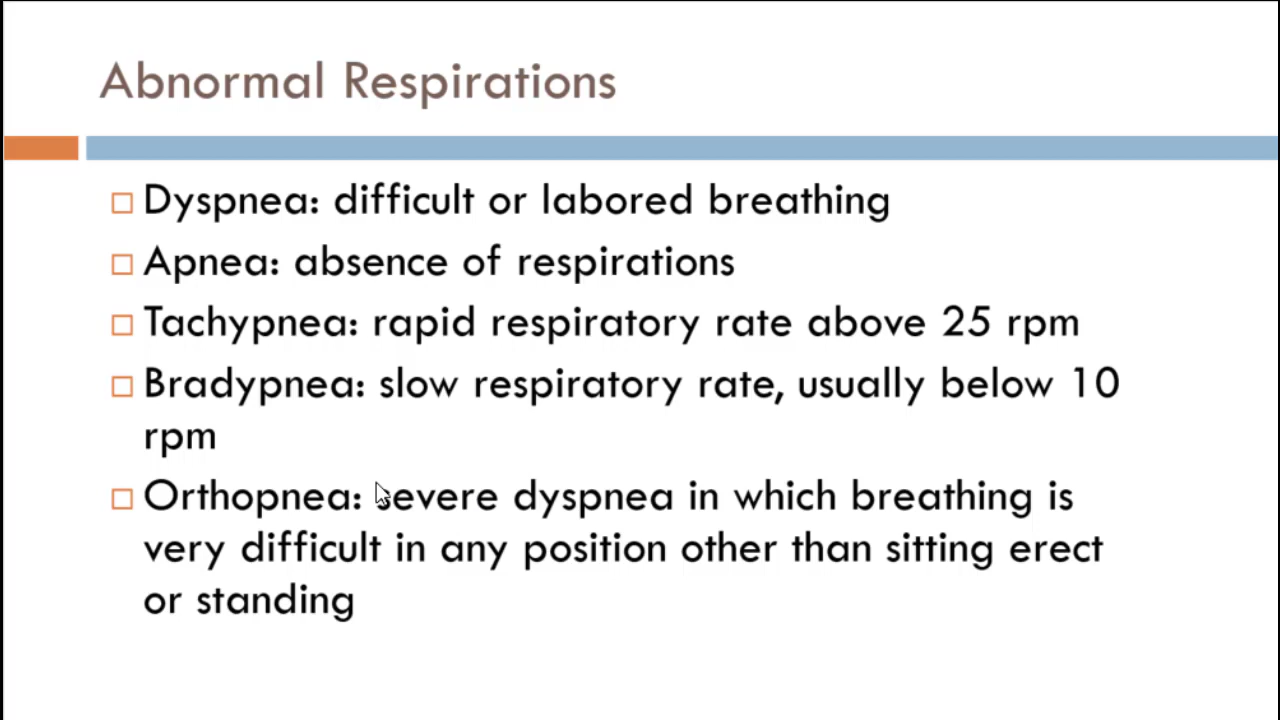 Abnormal Respirations
Dyspnea: difficult or labored breathing
Apnea: absence of respirations
Tachypnea: rapid respiratory rate above 25 rpm
Bradypnea: slow respiratory rate, usually below 10
rpm
Orthopnea: severe dyspnea in which breathing is
very difficult in any position other than sitting erect
or standing